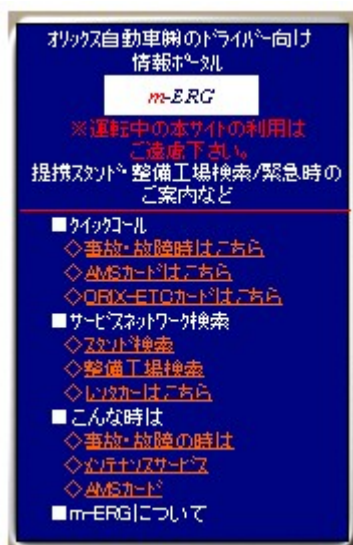 オリックス自動車㈱のドライバー向け
情報ポータル
m-ERG
※運転中の本サイトの利用は
ご遠慮下さい。
提携スタンド・整備工場検索/緊急時の
ご案内など
■クイックコール
◇事故・故障時はこちら
◇AMSカードはこちら
◇ORIX-ETCカードはこちら
■サービスネットワーク検索
◇スタンド検索
◇整備工場検索
◇レンタカーはこちら
■こんな時は
◇事故・故障の時は
◇メンテナンスサービス
◇AMSカード
■m-ERGについて